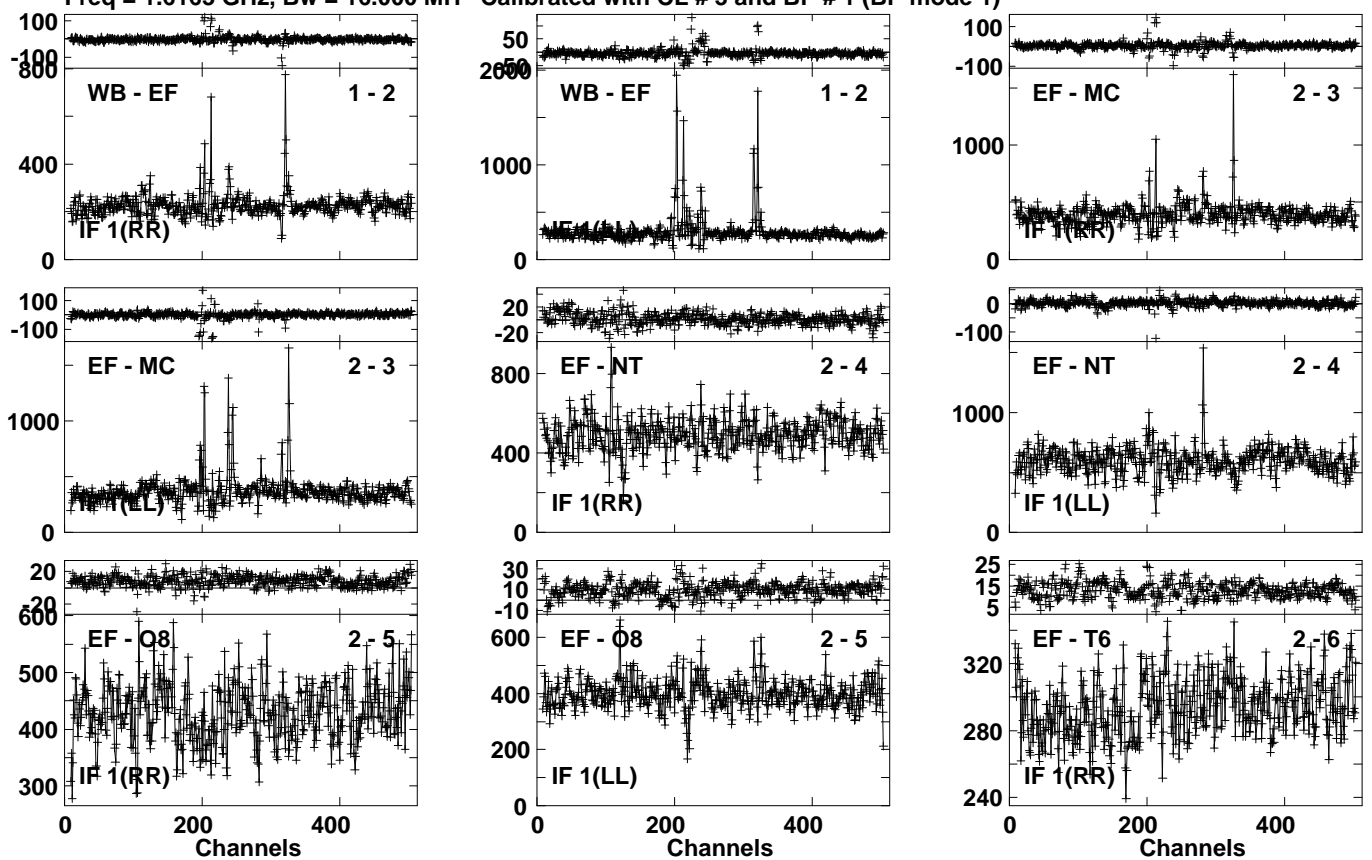 Freq = 1.6163 GHz, Bw = 16.000 MH Calibrated with CL # 3 and BP # 1 (BP mode 1)
100
-100
800
400
0
WB - EF 1 - 2
IF 1(RR)
50
-50
2000
1000
0
WB - EF 1 - 2
IF 1(LL)
100
-100
1000
0
EF - MC 2 - 3
IF 1(RR)
100
-100
1000
0
EF - MC 2 - 3
IF 1(LL)
20
-20
800
400
0
EF - NT 2 - 4
IF 1(RR)
0
-100
1000
0
EF - NT 2 - 4
IF 1(LL)
20
-20
600
500
400
300
EF - O8 2 - 5
IF 1(RR)
0 200 400
Channels
30
10
-10
600
400
200
0
EF - O8 2 - 5
IF 1(LL)
0 200 400
Channels
25
15
5
320
280
240
EF - T6 2 - 6
IF 1(RR)
0 200 400
Channels